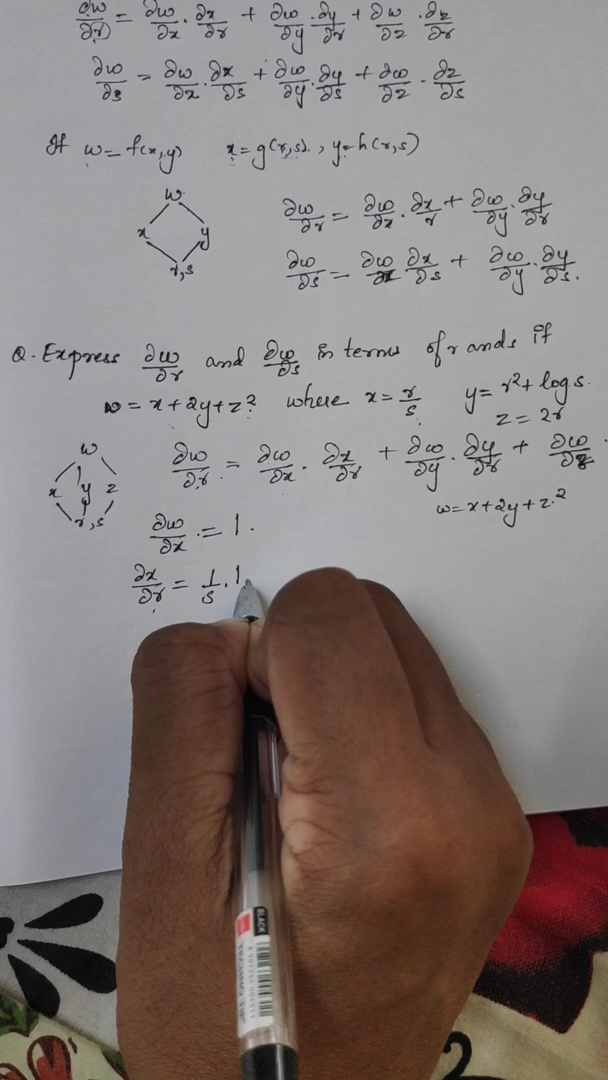 ∂w/∂r = ∂w/∂x · ∂x/∂r + ∂w/∂y · ∂y/∂r + ∂w/∂z · ∂z/∂r
∂w/∂s = ∂w/∂x · ∂x/∂s + ∂w/∂y · ∂y/∂s + ∂w/∂z · ∂z/∂s
If w = f(x,y) x = g(r,s), y = h(r,s)
w
x y
r,s
∂w/∂r = ∂w/∂x · ∂x/r + ∂w/∂y · ∂y/∂r
∂w/∂s = ∂w/∂x ∂x/∂s + ∂w/∂y · ∂y/∂s.
Q. Express ∂w/∂r and ∂w/∂s in terms of r and s if
w = x + 2y + z² where x = r/s y = r² + log s
z = 2r
w
x y z
r,s
∂w/∂r = ∂w/∂x · ∂x/∂r + ∂w/∂y · ∂y/∂r + ∂w/∂z ·
w = x + 2y + z²
∂w/∂x = 1.
∂x/∂r = 1/s · 1
BLACK